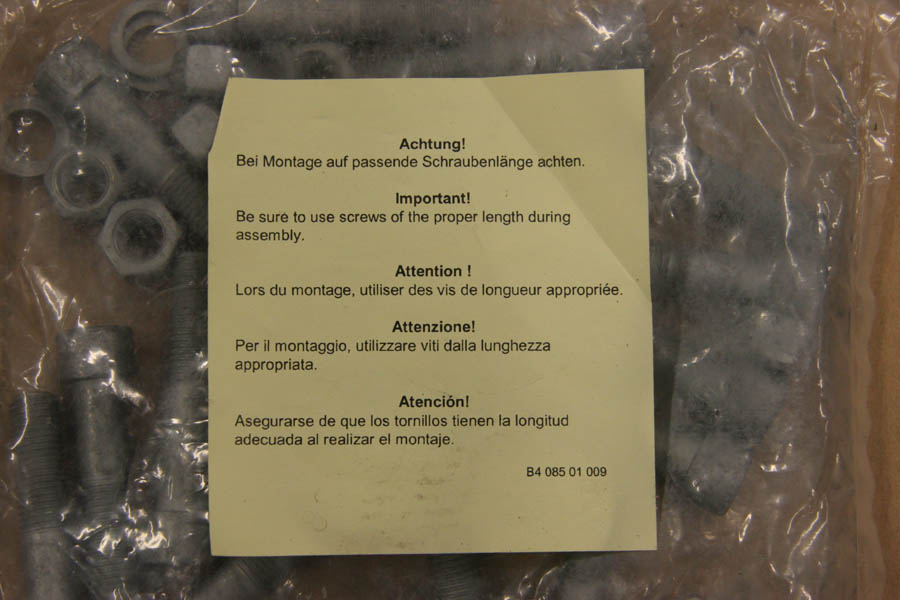 Achtung!
Bei Montage auf passende Schraubenlänge achten.
Important!
Be sure to use screws of the proper length during
assembly.
Attention !
Lors du montage, utiliser des vis de longueur appropriée.
Attenzione!
Per il montaggio, utilizzare viti dalla lunghezza
appropriata.
Atención!
Asegurarse de que los tornillos tienen la longitud
adecuada al realizar el montaje.
B4 085 01 009